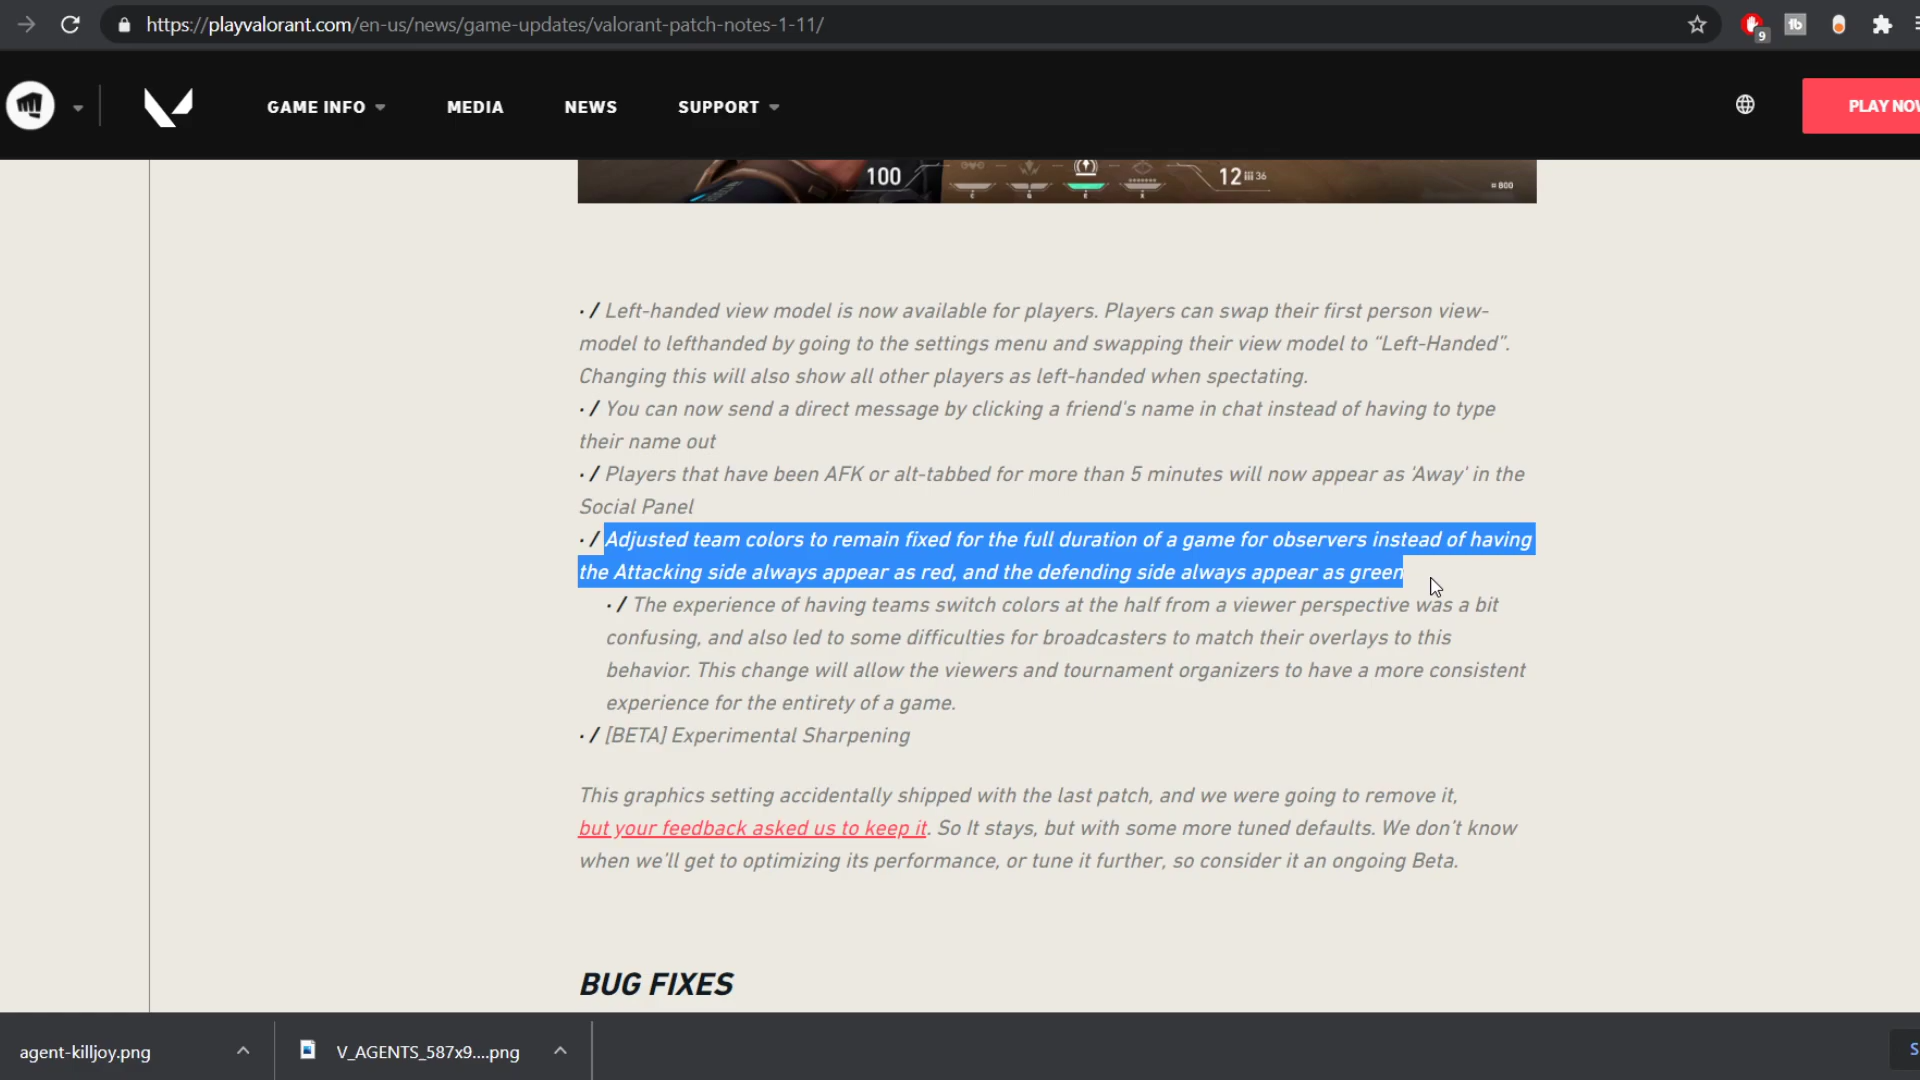 https://playvalorant.com/en-us/news/game-updates/valorant-patch-notes-1-11/
9
tb
GAME INFO
MEDIA
NEWS
SUPPORT
PLAY NOW
100
12
36
800
· / Left-handed view model is now available for players. Players can swap their first person view-
model to lefthanded by going to the settings menu and swapping their view model to “Left-Handed”.
Changing this will also show all other players as left-handed when spectating.
· / You can now send a direct message by clicking a friend's name in chat instead of having to type
their name out
· / Players that have been AFK or alt-tabbed for more than 5 minutes will now appear as 'Away' in the
Social Panel
· / Adjusted team colors to remain fixed for the full duration of a game for observers instead of having
the Attacking side always appear as red, and the defending side always appear as green
· / The experience of having teams switch colors at the half from a viewer perspective was a bit
confusing, and also led to some difficulties for broadcasters to match their overlays to this
behavior. This change will allow the viewers and tournament organizers to have a more consistent
experience for the entirety of a game.
· / [BETA] Experimental Sharpening
This graphics setting accidentally shipped with the last patch, and we were going to remove it,
but your feedback asked us to keep it. So It stays, but with some more tuned defaults. We don’t know
when we’ll get to optimizing its performance, or tune it further, so consider it an ongoing Beta.
BUG FIXES
agent-killjoy.png
V_AGENTS_587x9....png
S